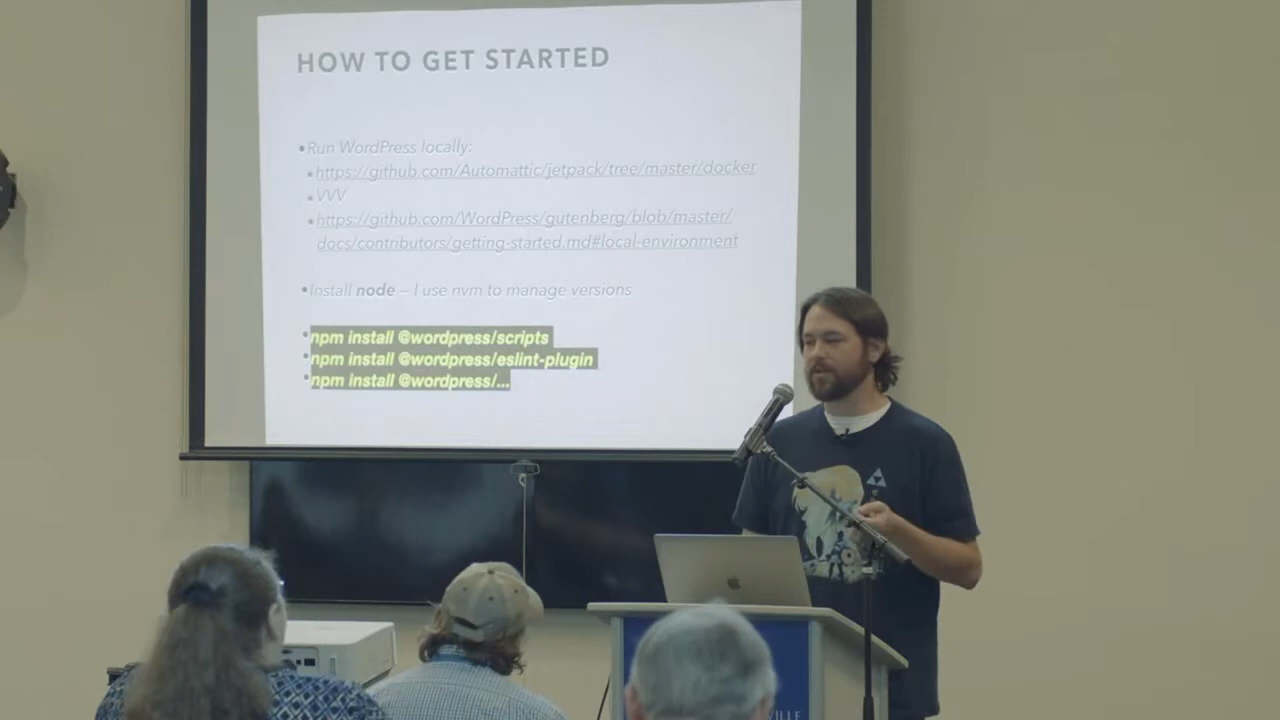 HOW TO GET STARTED
•Run WordPress locally:
•https://github.com/Automattic/jetpack/tree/master/docker
•VVV
•https://github.com/WordPress/gutenberg/blob/master/
docs/contributors/getting-started.md#local-environment
•Install node – I use nvm to manage versions
•npm install @wordpress/scripts
•npm install @wordpress/eslint-plugin
•npm install @wordpress/...